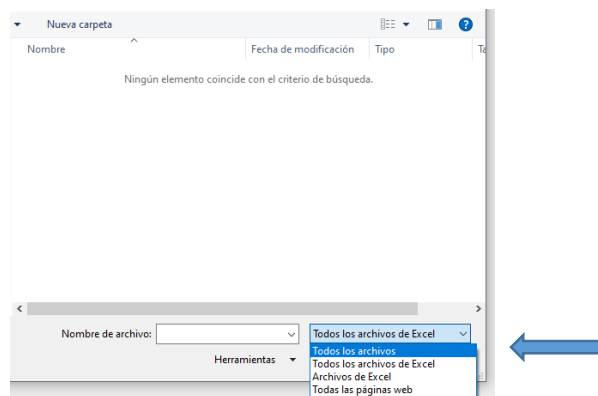 Nueva carpeta
Nombre Fecha de modificación Tipo
Ningún elemento coincide con el criterio de búsqueda.
Nombre de archivo: Todos los archivos de Excel
Herramientas
Todos los archivos
Todos los archivos de Excel
Archivos de Excel
Todas las páginas web